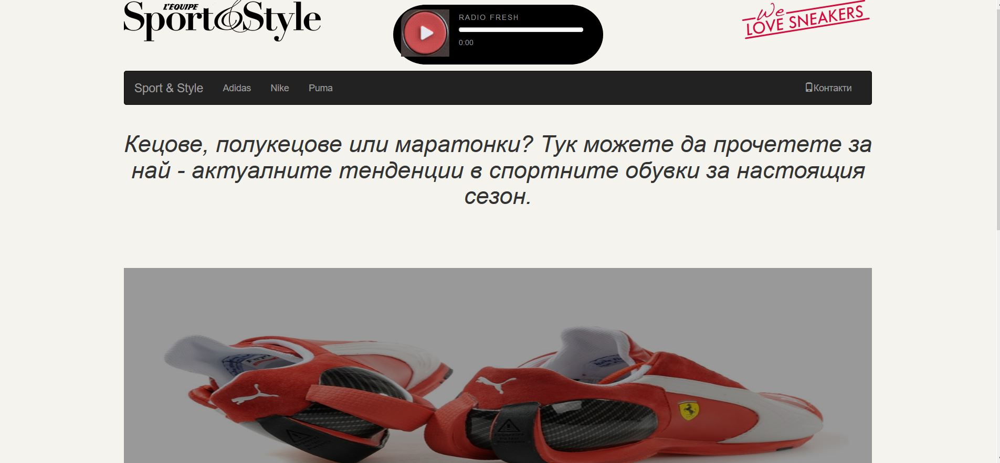 L'ÉQUIPE
Sport&Style
RADIO FRESH
0:00
We
LOVE SNEAKERS
Sport & Style Adidas Nike Puma Контакти
Кецове, полукецове или маратонки? Тук можете да прочетете за
най - актуалните тенденции в спортните обувки за настоящия
сезон.